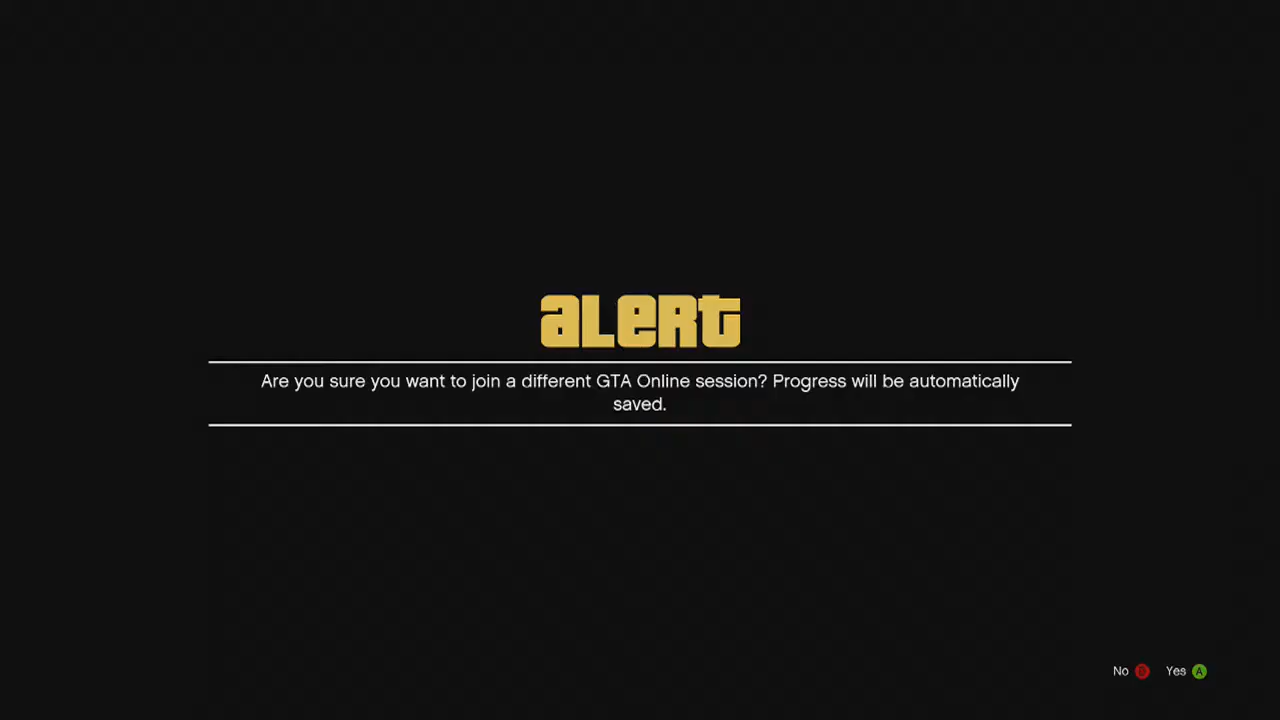 alert
Are you sure you want to join a different GTA Online session? Progress will be automatically
saved.
No B Yes A